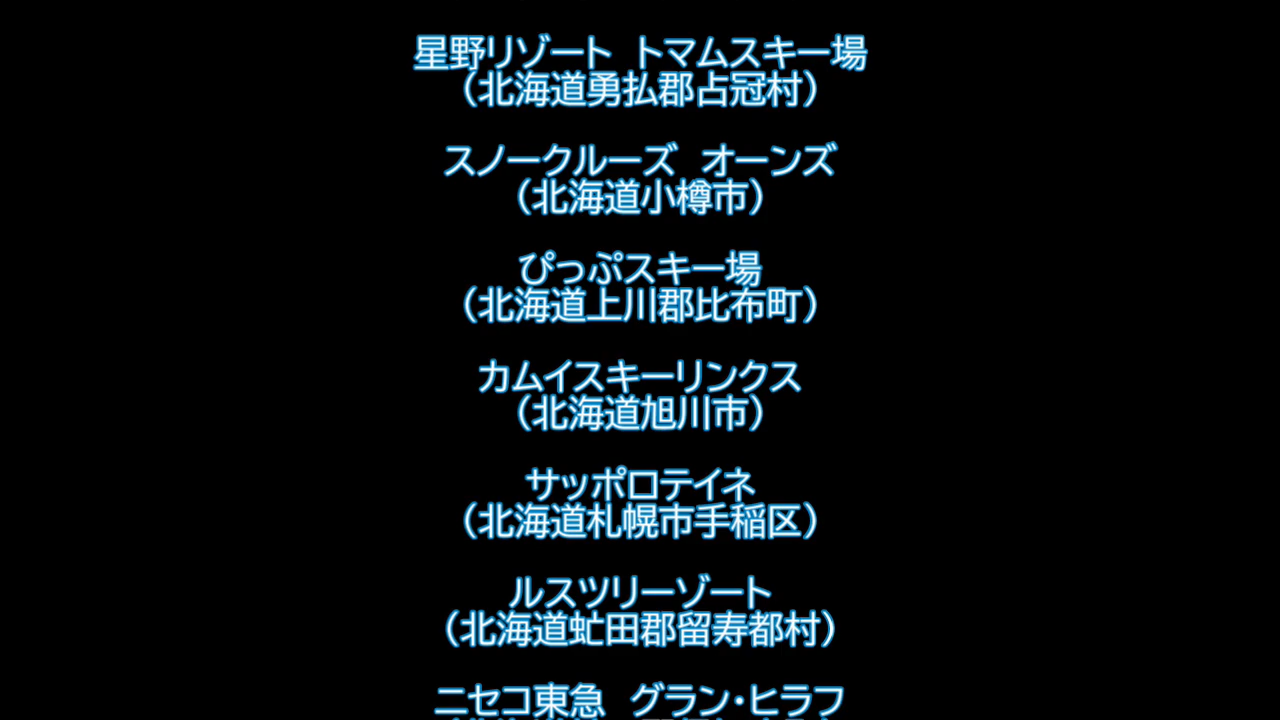 星野リゾート トマムスキー場
（北海道勇払郡占冠村）
スノークルーズ オーンズ
（北海道小樽市）
ぴっぷスキー場
（北海道上川郡比布町）
カムイスキーリンクス
（北海道旭川市）
サッポロテイネ
（北海道札幌市手稲区）
ルスツリーゾート
（北海道虻田郡留寿都村）
ニセコ東急 グラン・ヒラフ